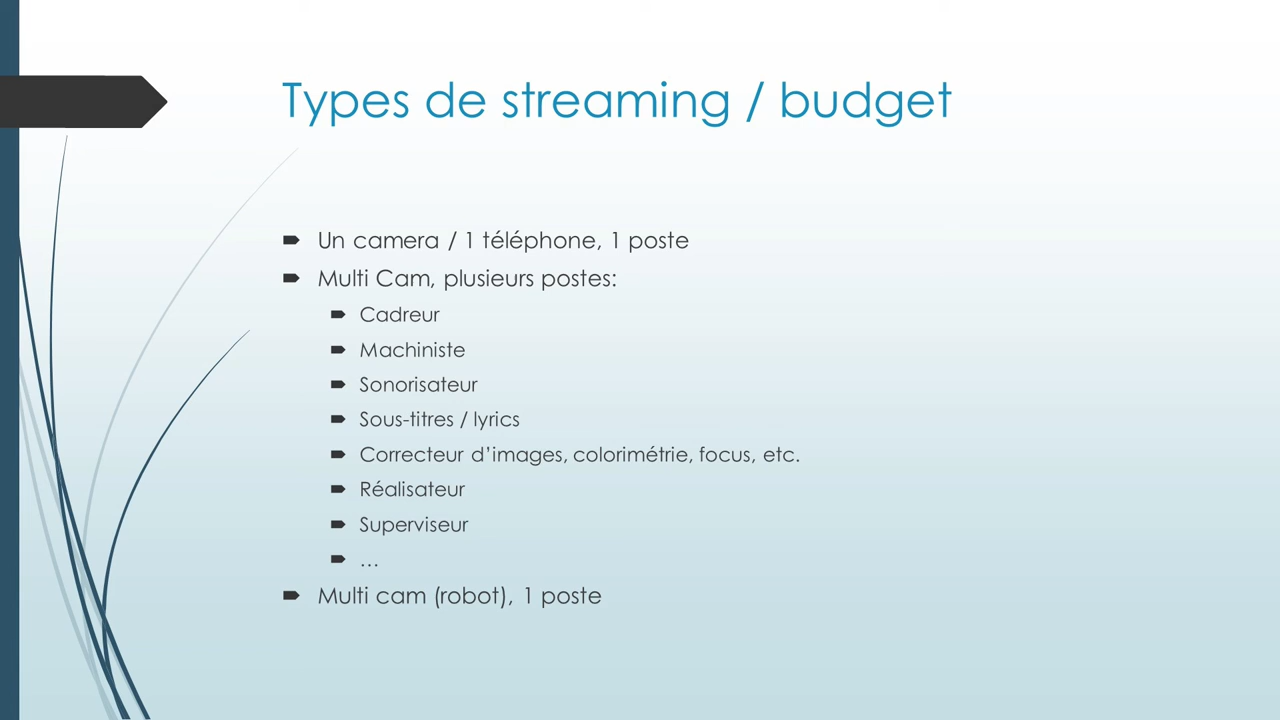 Types de streaming / budget
Un camera / 1 téléphone, 1 poste
Multi Cam, plusieurs postes:
Cadreur
Machiniste
Sonorisateur
Sous-titres / lyrics
Correcteur d'images, colorimétrie, focus, etc.
Réalisateur
Superviseur
...
Multi cam (robot), 1 poste